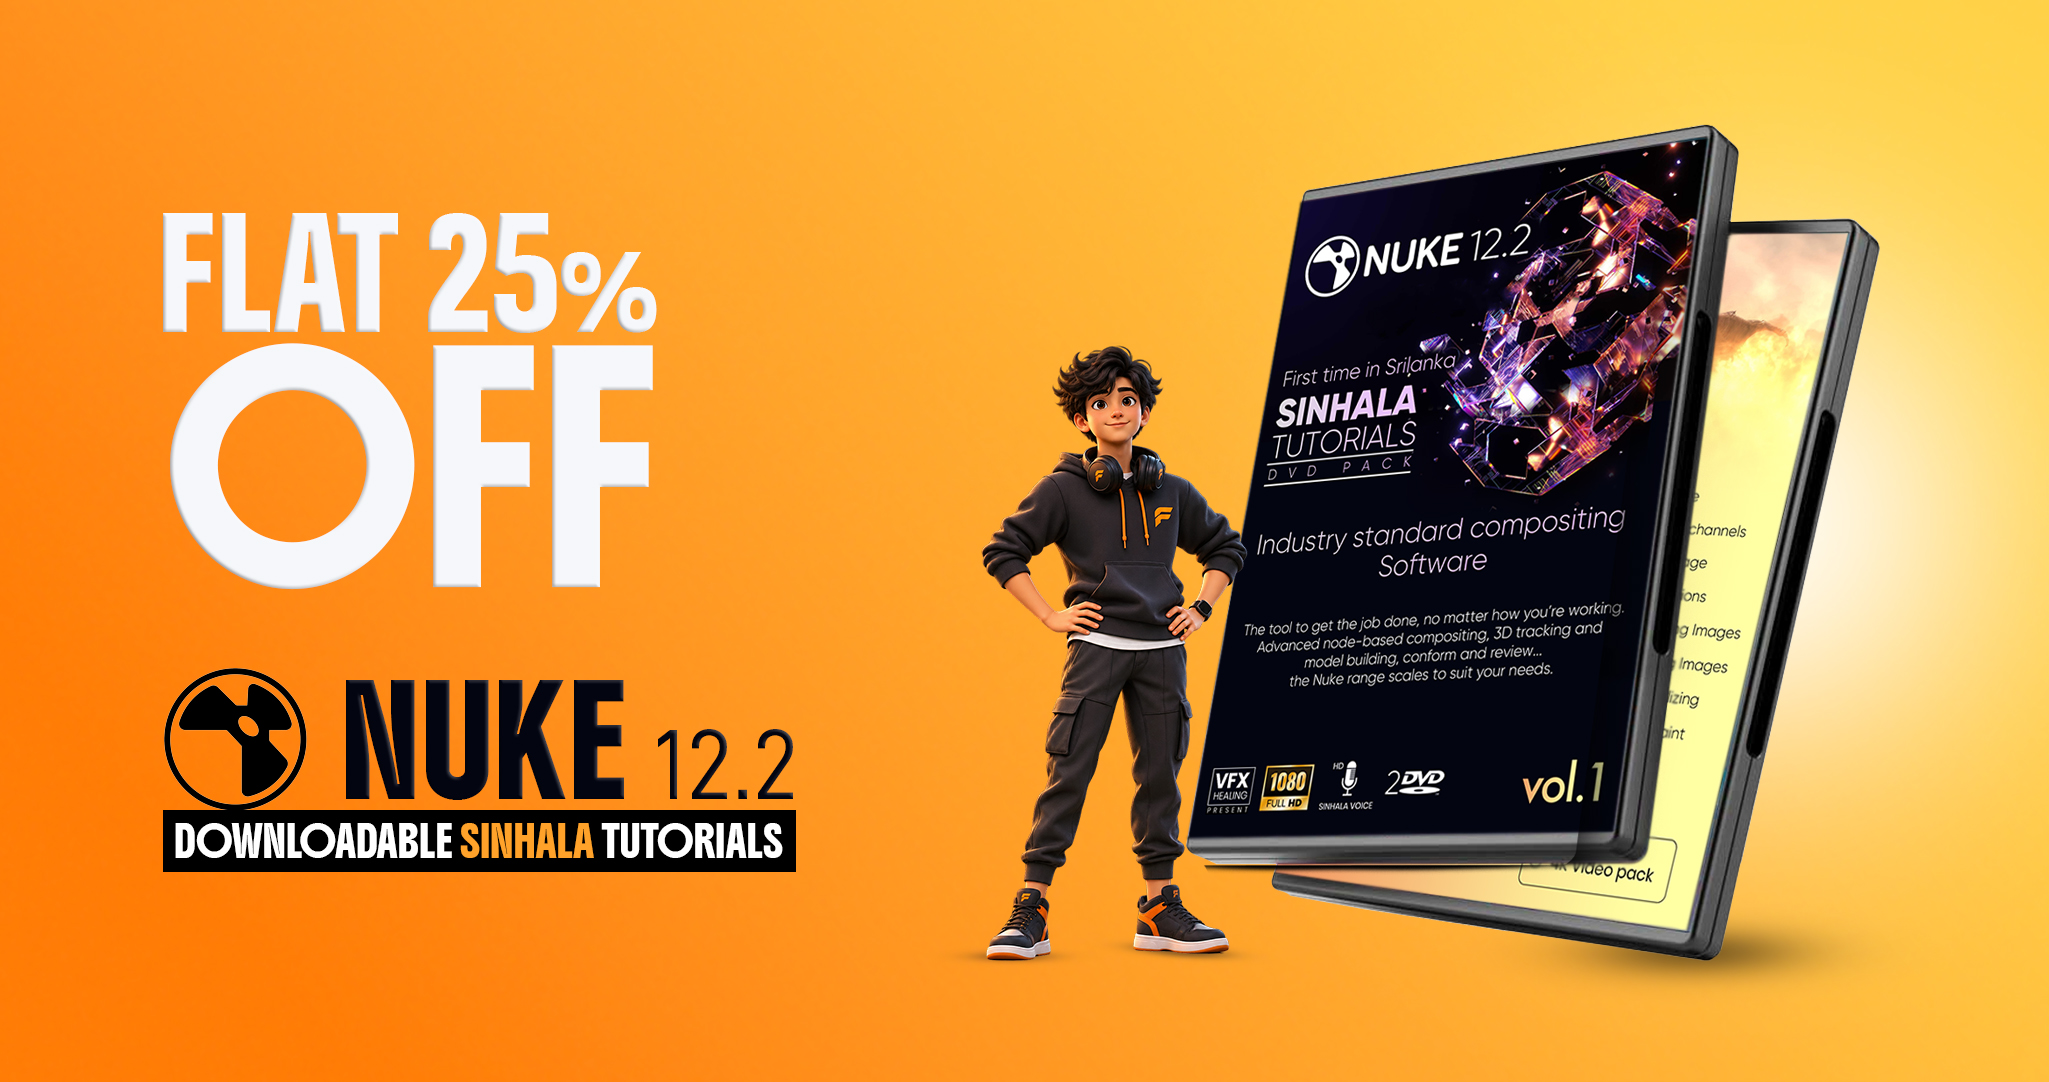 FLAT 25%
OFF
NUKE 12.2
DOWNLOADABLE SINHALA TUTORIALS
NUKE 12.2
First time in Srilanka
SINHALA
TUTORIALS
DVD PACK
Industry standard compositing
Software
The tool to get the job done, no matter how you're working.
Advanced node-based compositing, 3D tracking and
model building, conform and review...
the Nuke range scales to suit your needs.
VFX
HEALING
PRESENT
1080
FULL HD
HD
SINHALA VOICE
2DVD
vol.1
channels
Images
Images
video pack